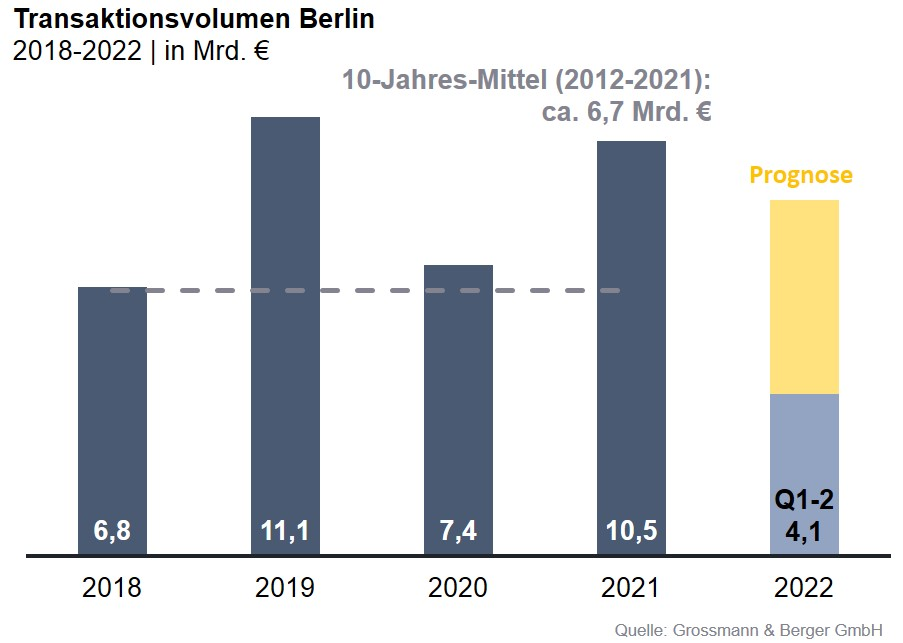 Transaktionsvolumen Berlin
2018-2022 | in Mrd. €
10-Jahres-Mittel (2012-2021):
ca. 6,7 Mrd. €
Prognose
Q1-2
6,8 11,1 7,4 10,5 4,1
2018 2019 2020 2021 2022
Quelle: Grossmann & Berger GmbH